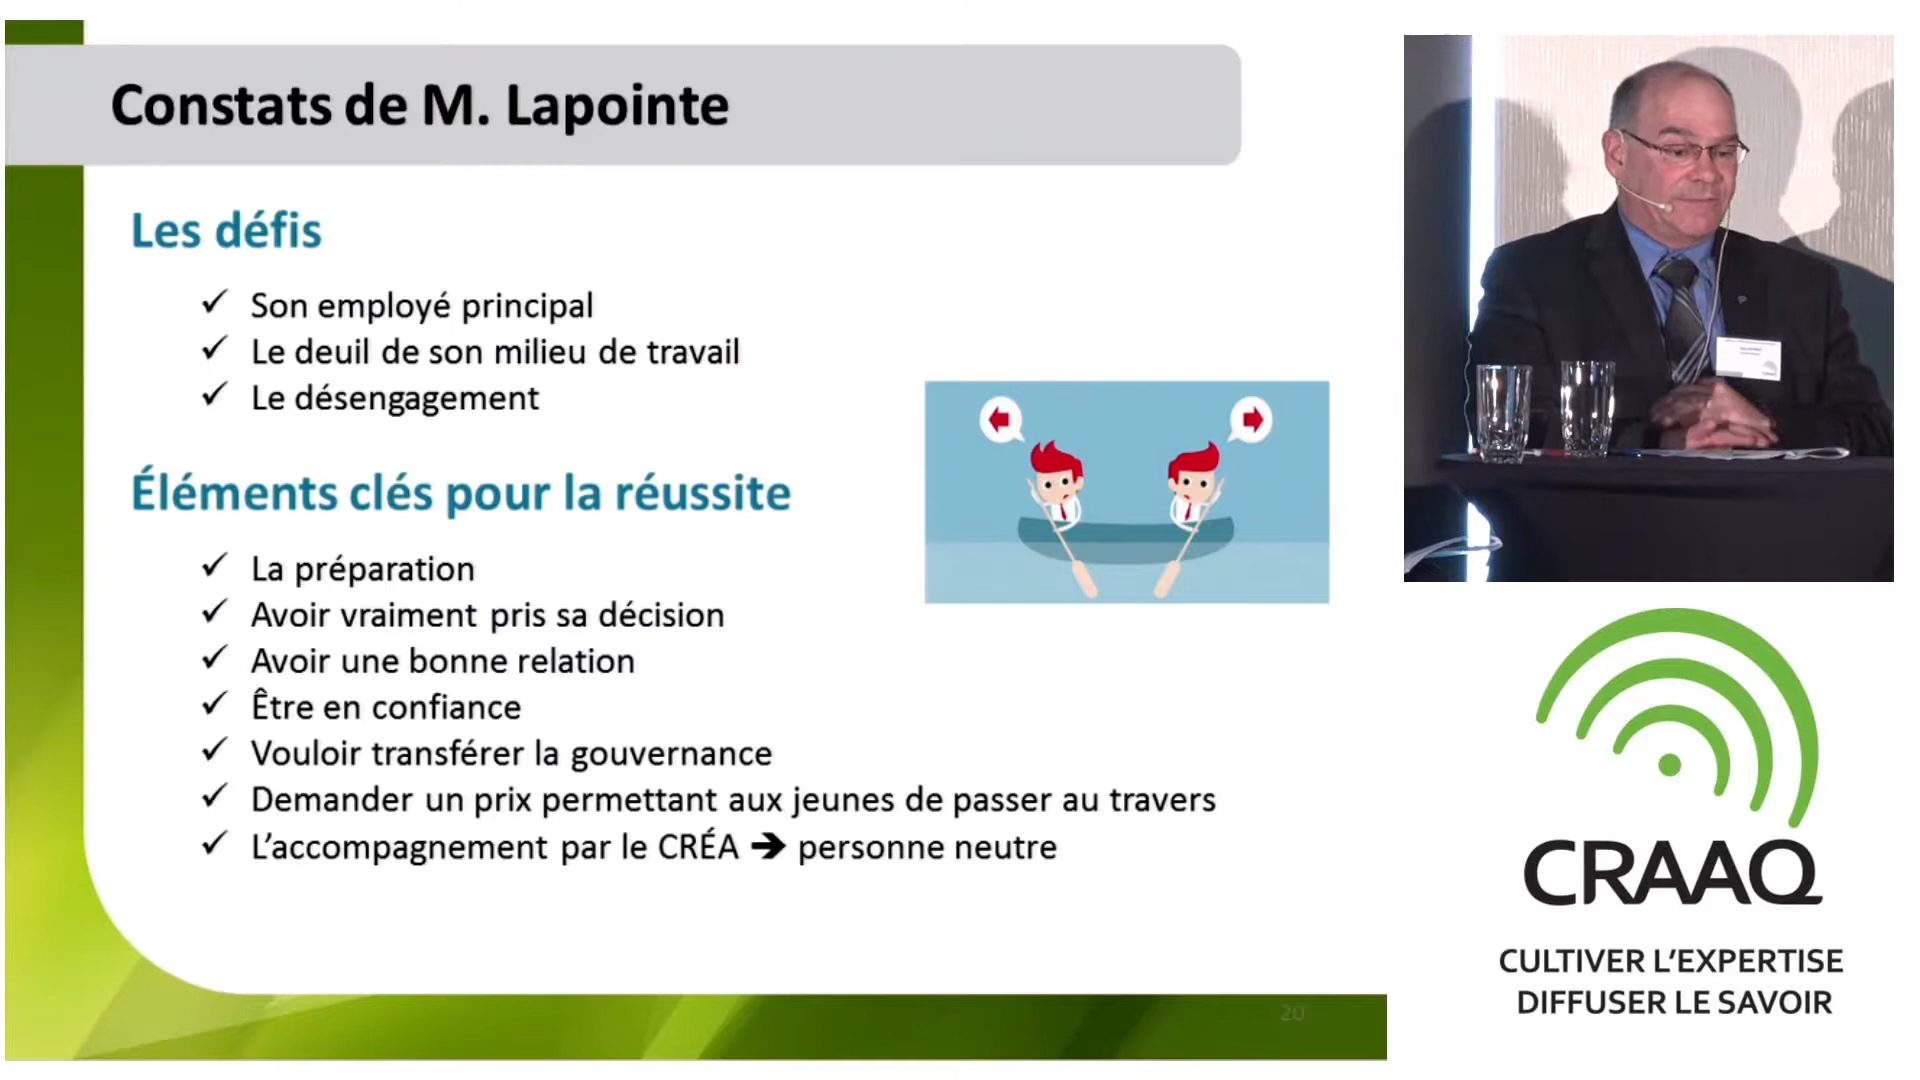 Constats de M. Lapointe
Les défis
✓ Son employé principal
✓ Le deuil de son milieu de travail
✓ Le désengagement
Éléments clés pour la réussite
✓ La préparation
✓ Avoir vraiment pris sa décision
✓ Avoir une bonne relation
✓ Être en confiance
✓ Vouloir transférer la gouvernance
✓ Demander un prix permettant aux jeunes de passer au travers
✓ L’accompagnement par le CRÉA ➔ personne neutre
20
CRAAQ
CULTIVER L’EXPERTISE
DIFFUSER LE SAVOIR